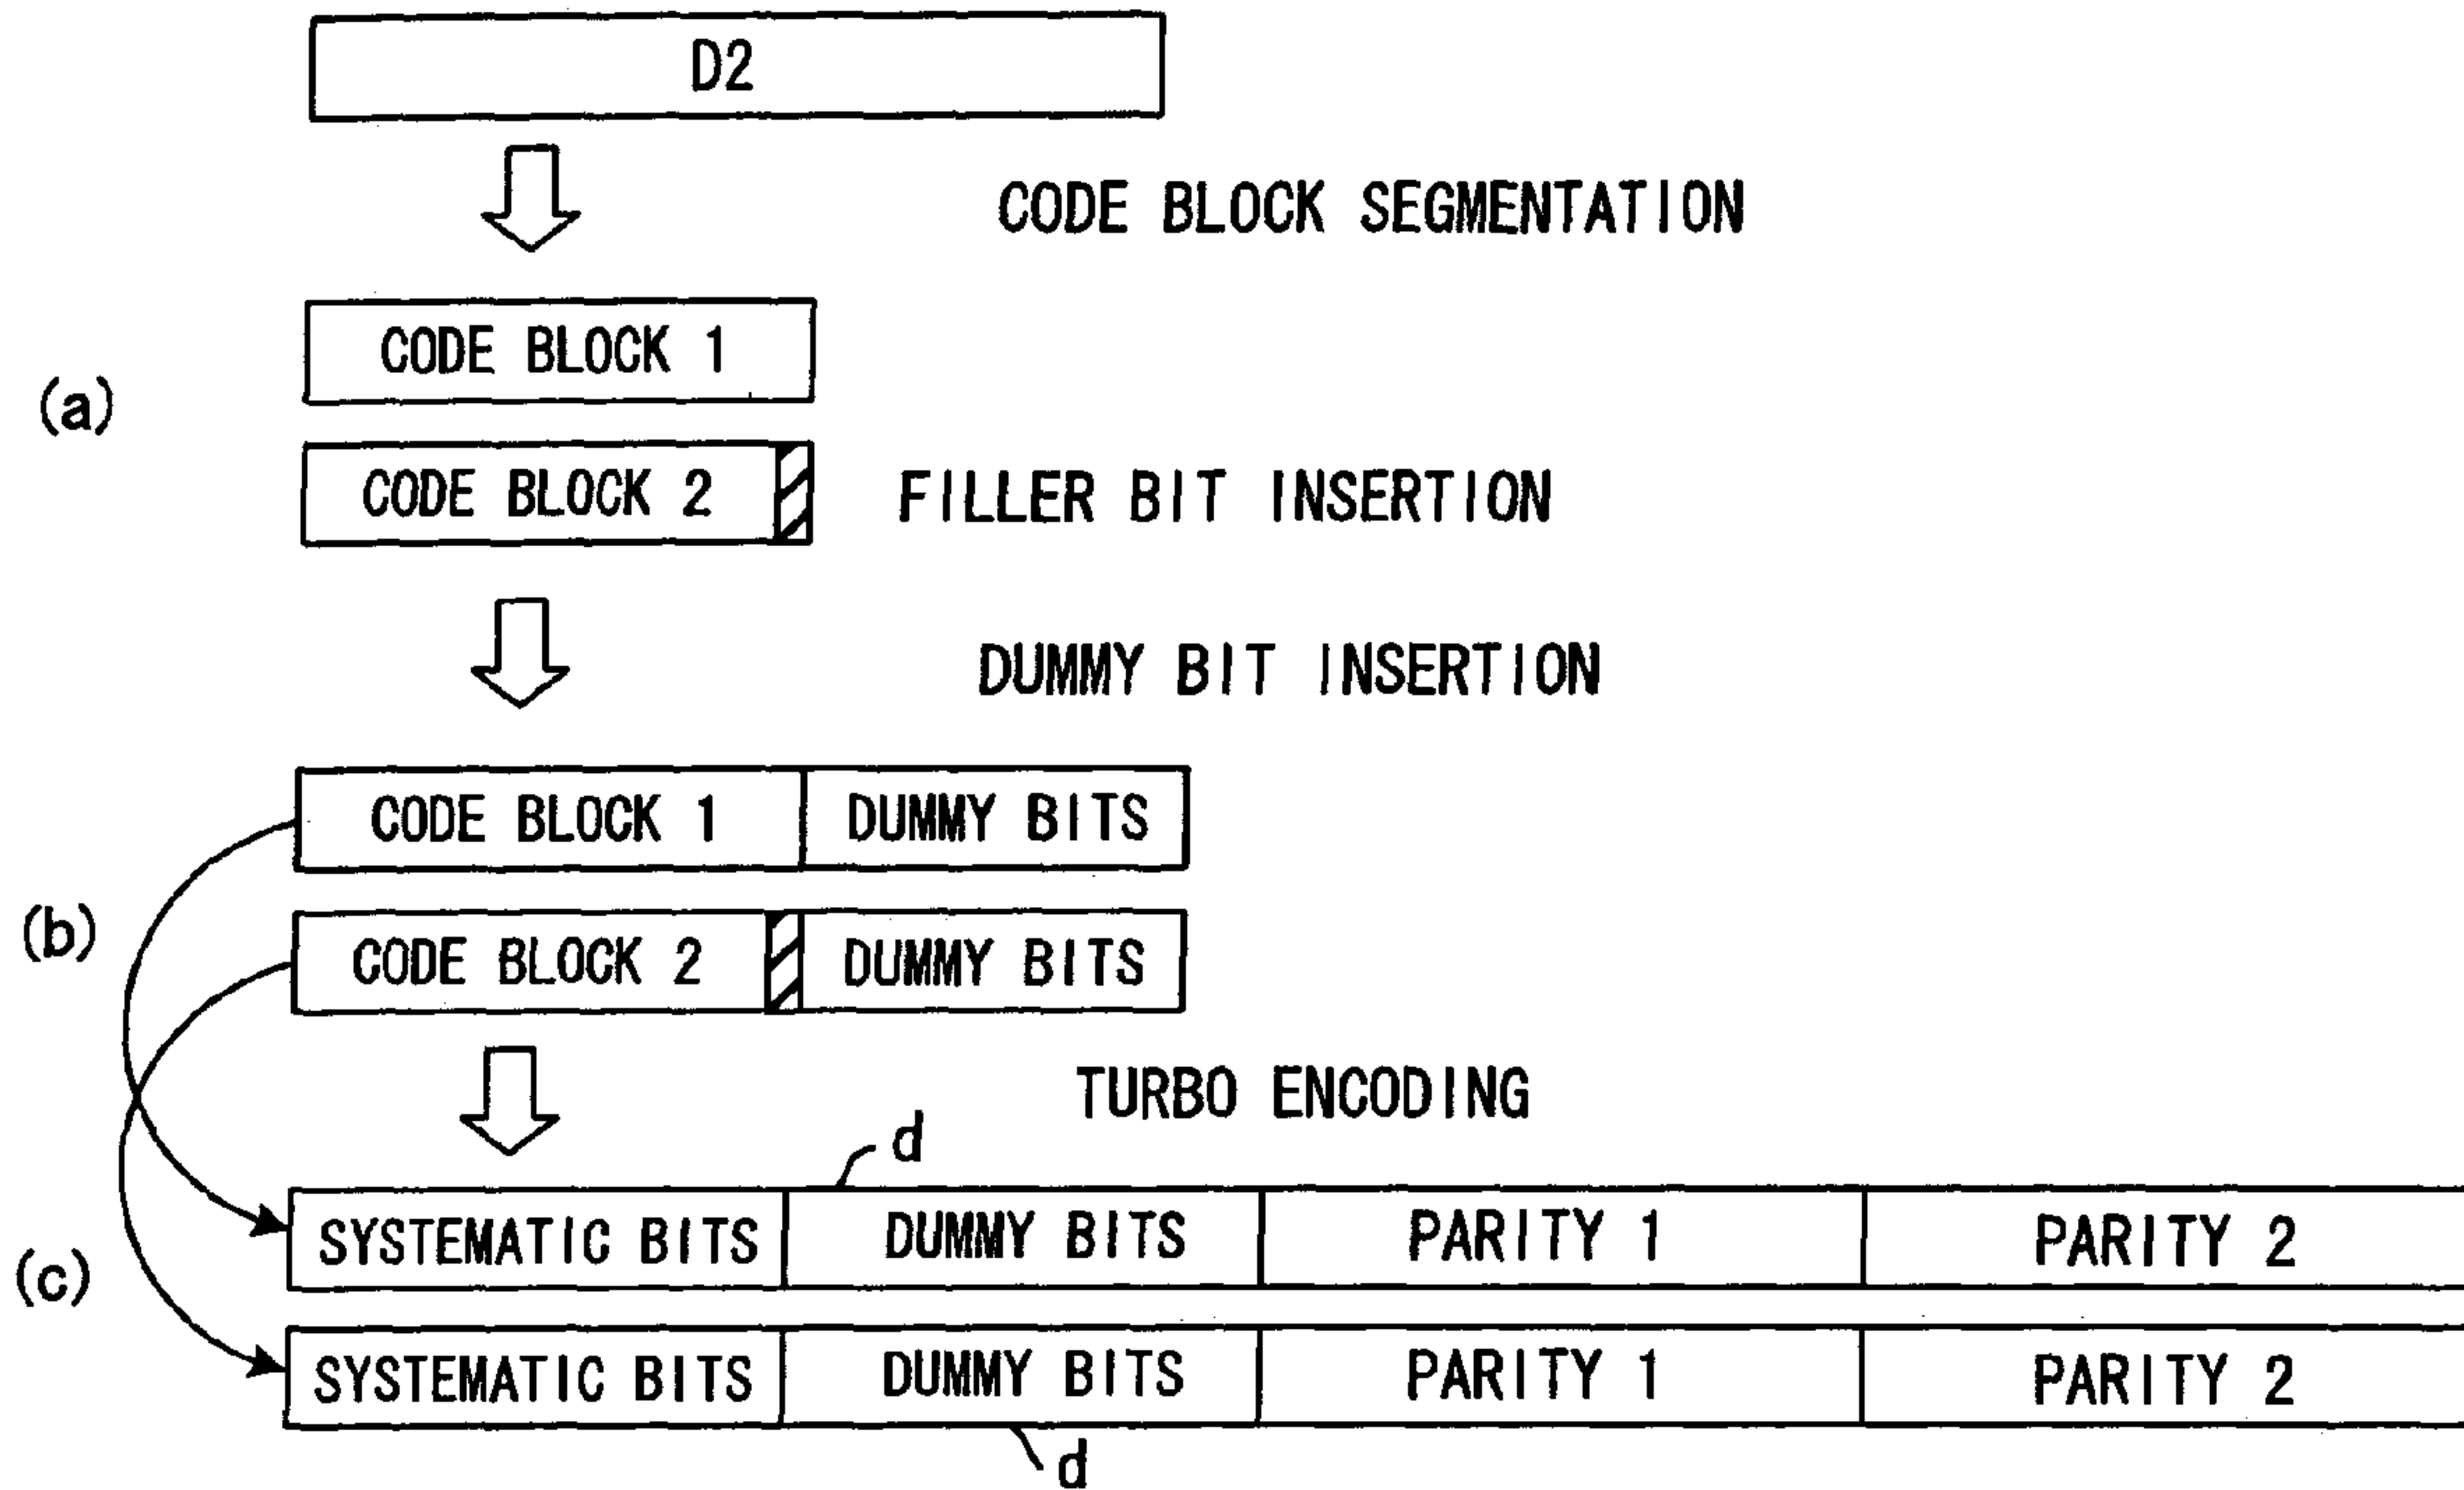 D2
CODE BLOCK SEGMENTATION
CODE BLOCK 1
(a)
CODE BLOCK 2 FILLER BIT INSERTION
DUMMY BIT INSERTION
CODE BLOCK 1 DUMMY BITS
(b)
CODE BLOCK 2 DUMMY BITS
TURBO ENCODING
d
SYSTEMATIC BITS DUMMY BITS PARITY 1 PARITY 2
(c)
SYSTEMATIC BITS DUMMY BITS PARITY 1 PARITY 2
d